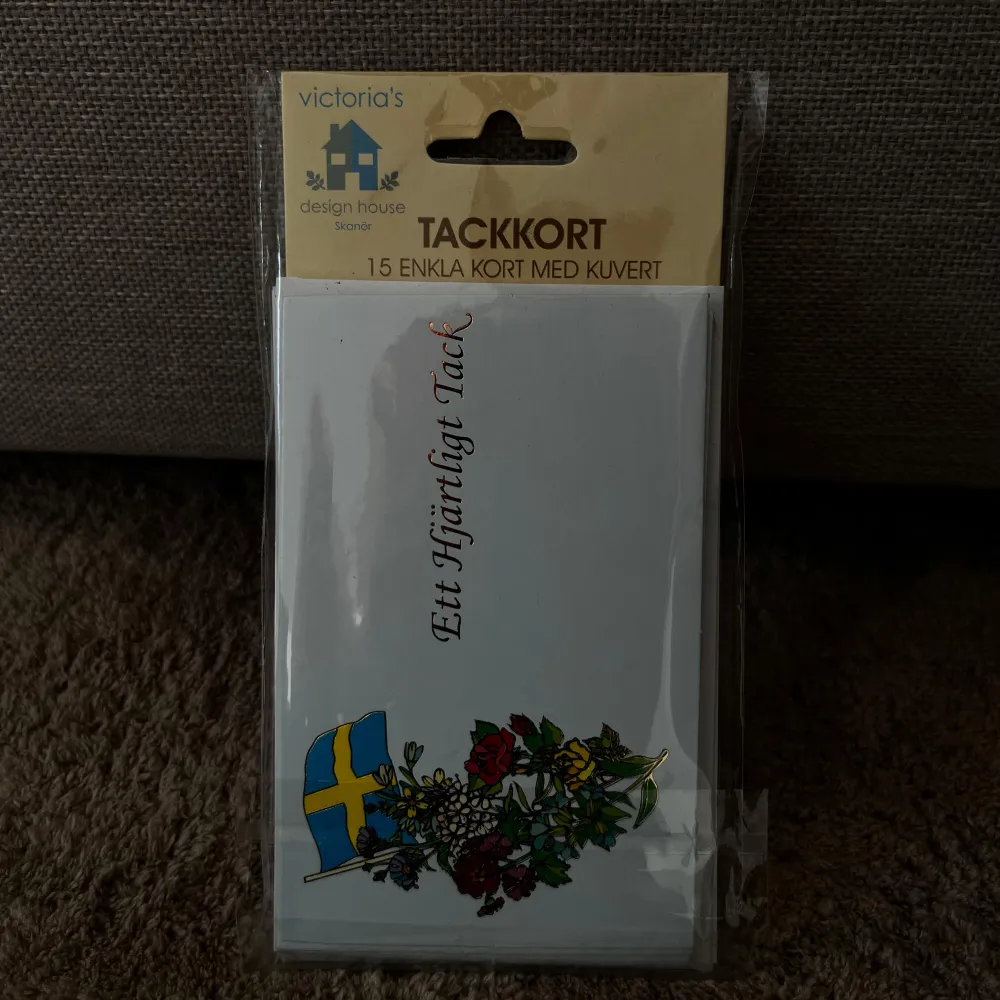 victoria's
design house
Skanör
TACKKORT
15 ENKLA KORT MED KUVERT
Ett Hjärtligt Tack